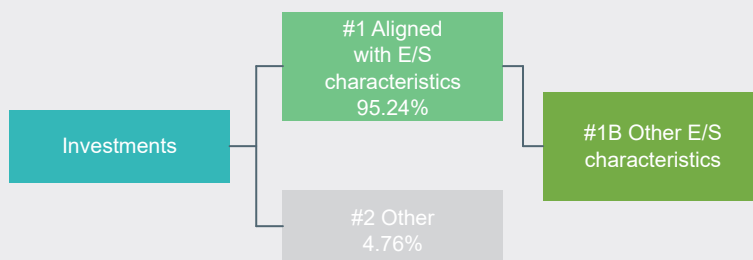 Investments
#1 Aligned
with E/S
characteristics
95.24%
#2 Other
4.76%
#1B Other E/S
characteristics